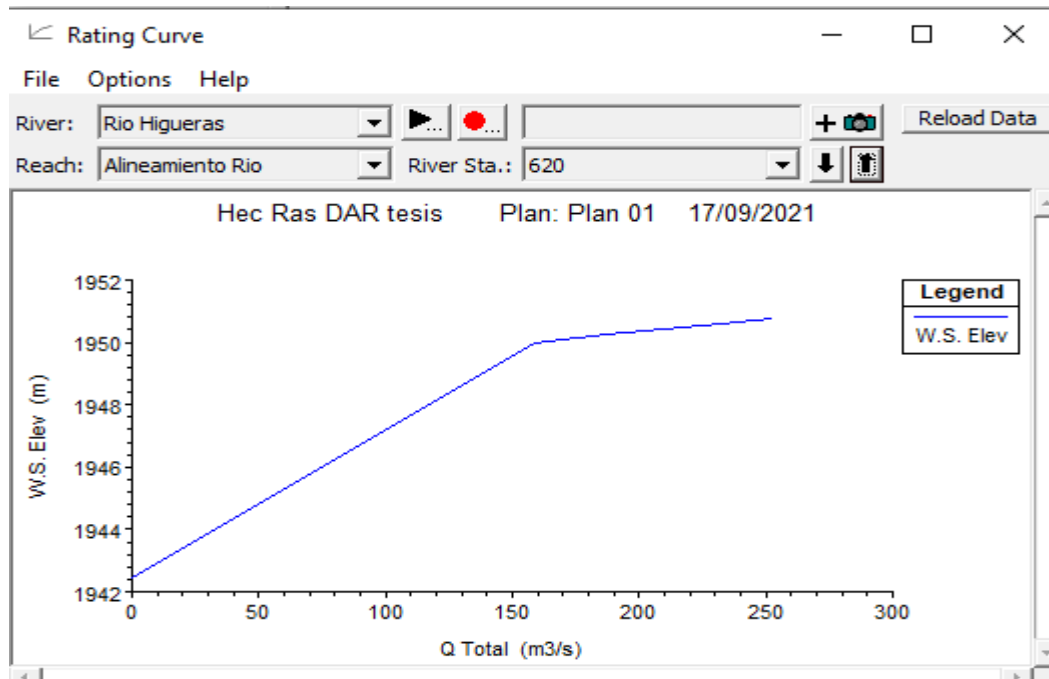 Rating Curve
File Options Help
River: Rio Higueras ... ... Reload Data
Reach: Alineamiento Rio River Sta.: 620
Hec Ras DAR tesis Plan: Plan 01 17/09/2021
1952
1950
1948
1946
1944
1942
W.S. Elev (m)
0 50 100 150 200 250 300
Q Total (m3/s)
Legend
W.S. Elev